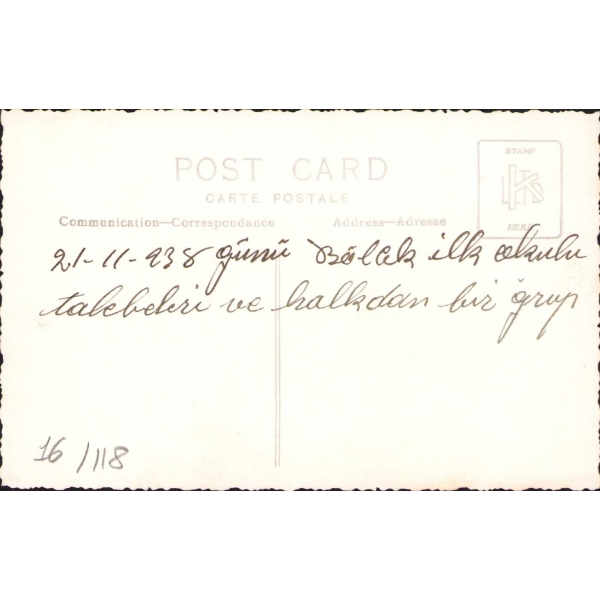 POST CARD
CARTE POSTALE
STAMP
HERE
Communication—Correspondance
Address—Adresse
21-11-938 günü Bölek ilk okulu
talebeleri ve halkdan bir grup
16/118